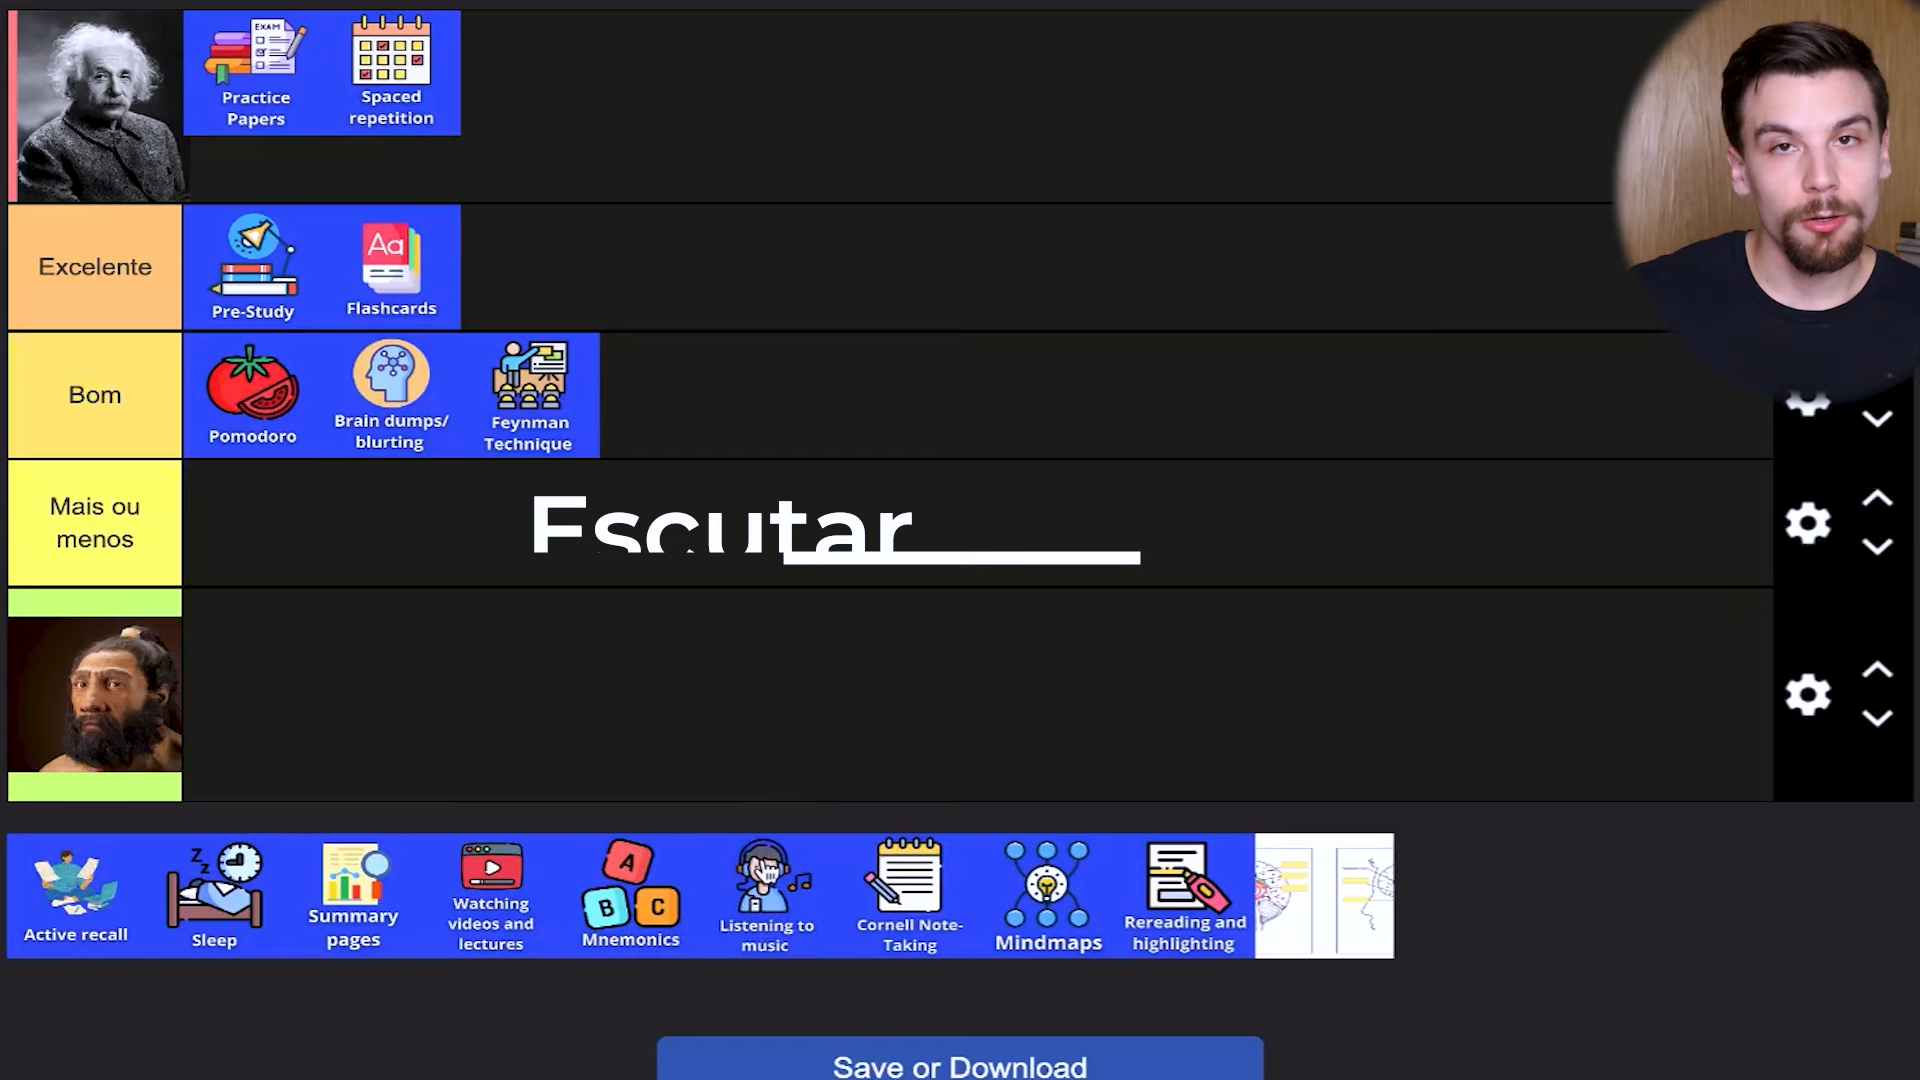 EXAM
Practice
Papers
Spaced
repetition
Excelente
Aa
Pre-Study
Flashcards
Bom
Pomodoro
Brain dumps/
blurting
Feynman
Technique
Mais ou
menos
Escutar
Active recall
Z
z
Sleep
Summary
pages
Watching
videos and
lectures
A
B
C
Mnemonics
Listening to
music
Cornell Note-
Taking
Mindmaps
Rereading and
highlighting
Save or Download